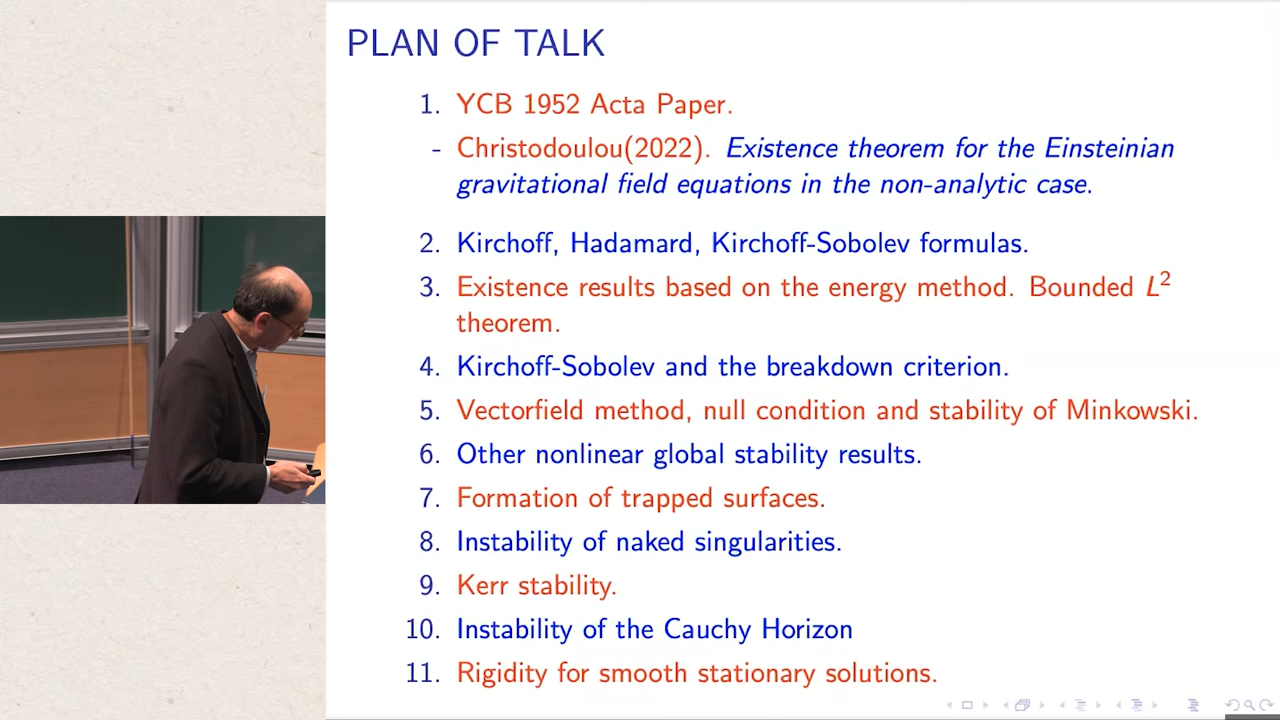 PLAN OF TALK
1. YCB 1952 Acta Paper.
- Christodoulou(2022). Existence theorem for the Einsteinian
gravitational field equations in the non-analytic case.
2. Kirchoff, Hadamard, Kirchoff-Sobolev formulas.
3. Existence results based on the energy method. Bounded L²
theorem.
4. Kirchoff-Sobolev and the breakdown criterion.
5. Vectorfield method, null condition and stability of Minkowski.
6. Other nonlinear global stability results.
7. Formation of trapped surfaces.
8. Instability of naked singularities.
9. Kerr stability.
10. Instability of the Cauchy Horizon
11. Rigidity for smooth stationary solutions.